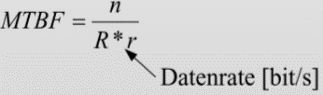 MTBF = n / R * r
Datenrate [bit/s]